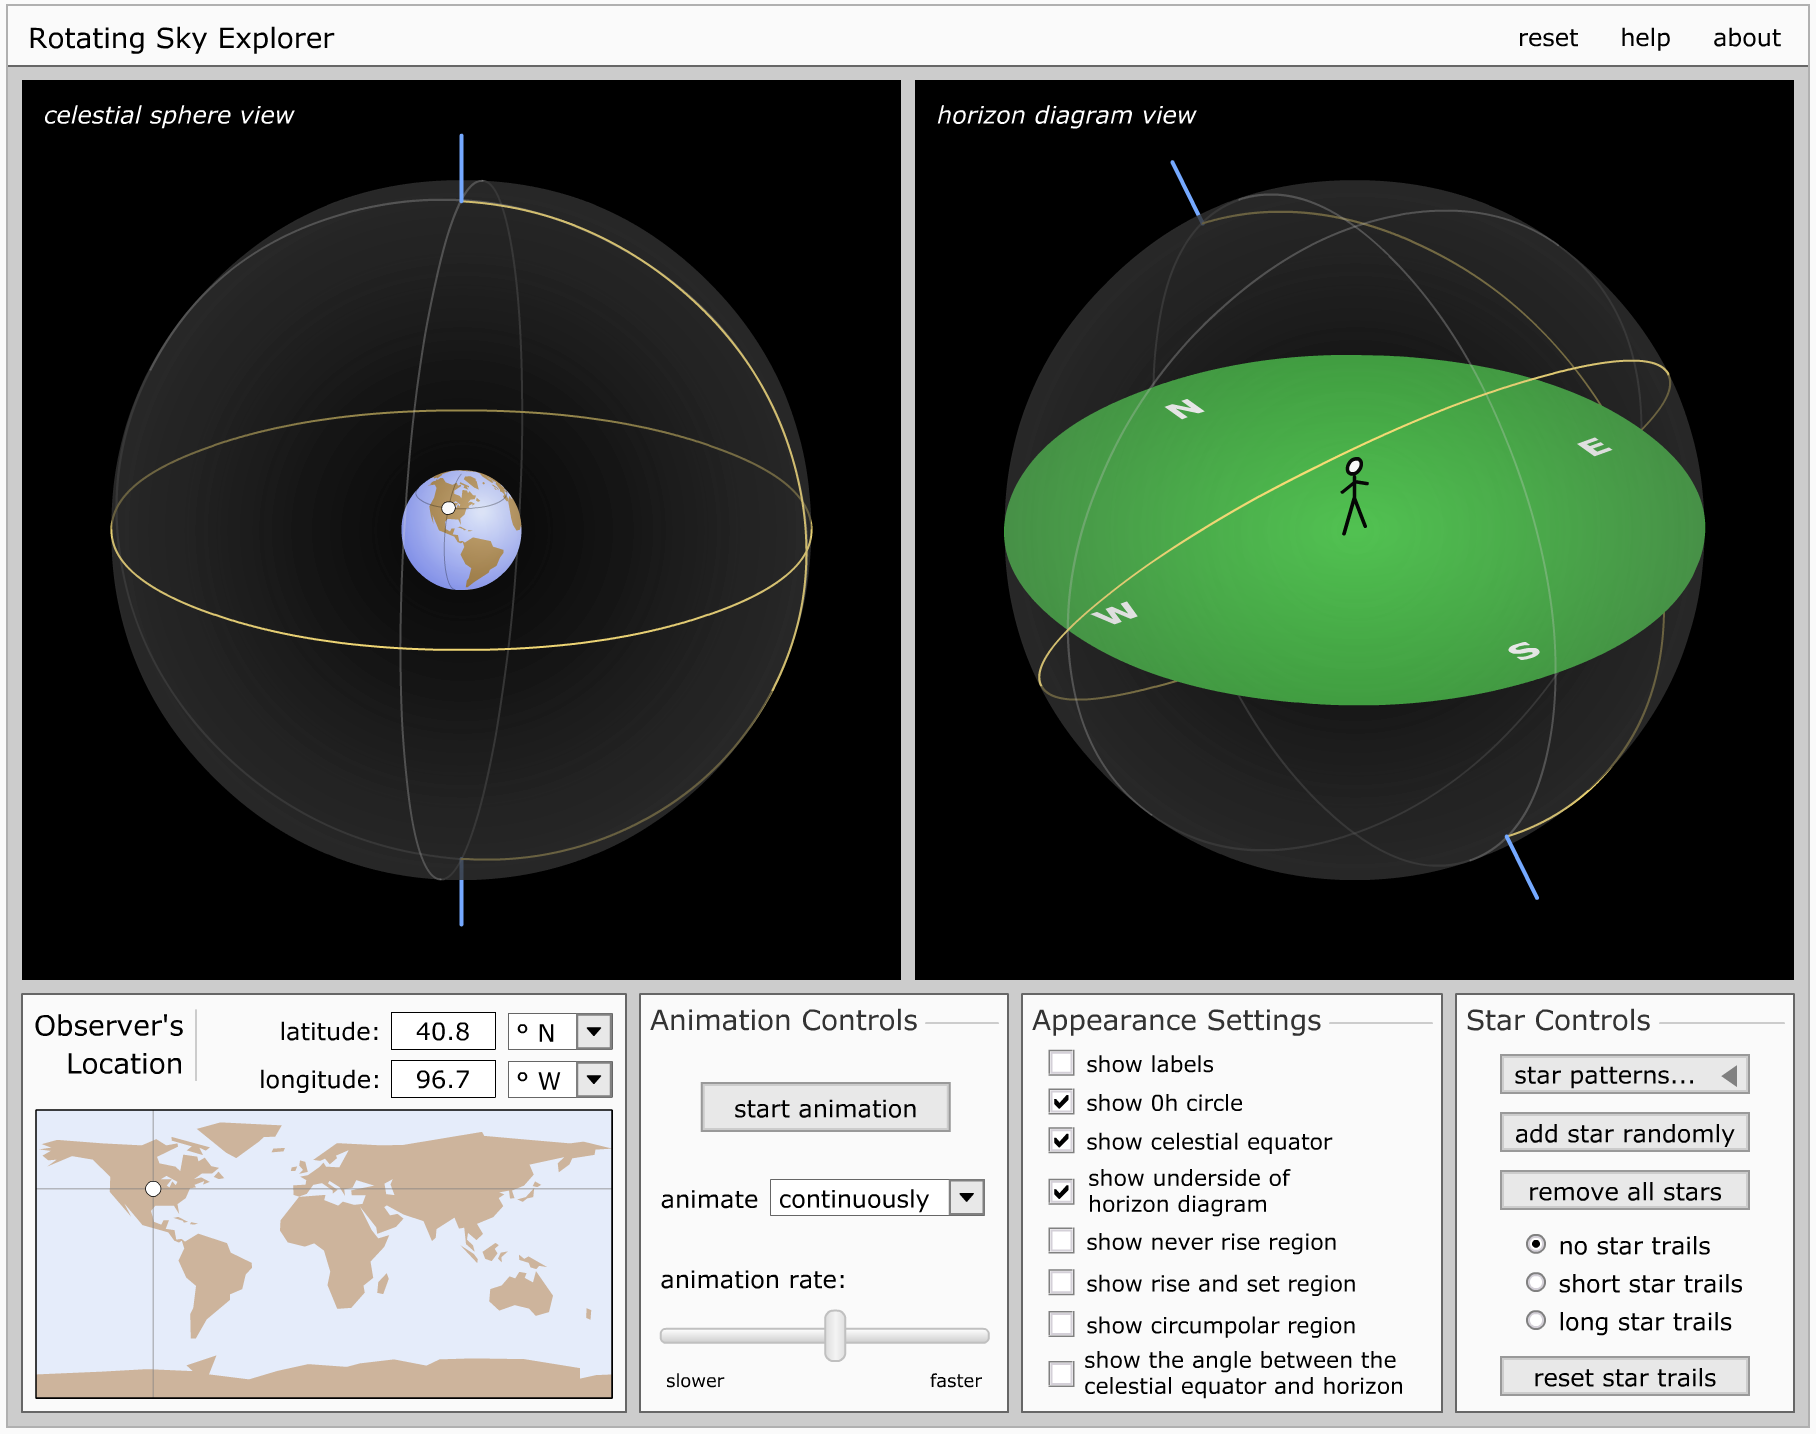 Rotating Sky Explorer
reset help about
celestial sphere view
horizon diagram view
N
E
W
S
Observer's
Location
latitude: 40.8 ° N
longitude: 96.7 ° W
Animation Controls
start animation
animate continuously
animation rate:
slower faster
Appearance Settings
show labels
show 0h circle
show celestial equator
show underside of
horizon diagram
show never rise region
show rise and set region
show circumpolar region
show the angle between the
celestial equator and horizon
Star Controls
star patterns...
add star randomly
remove all stars
no star trails
short star trails
long star trails
reset star trails